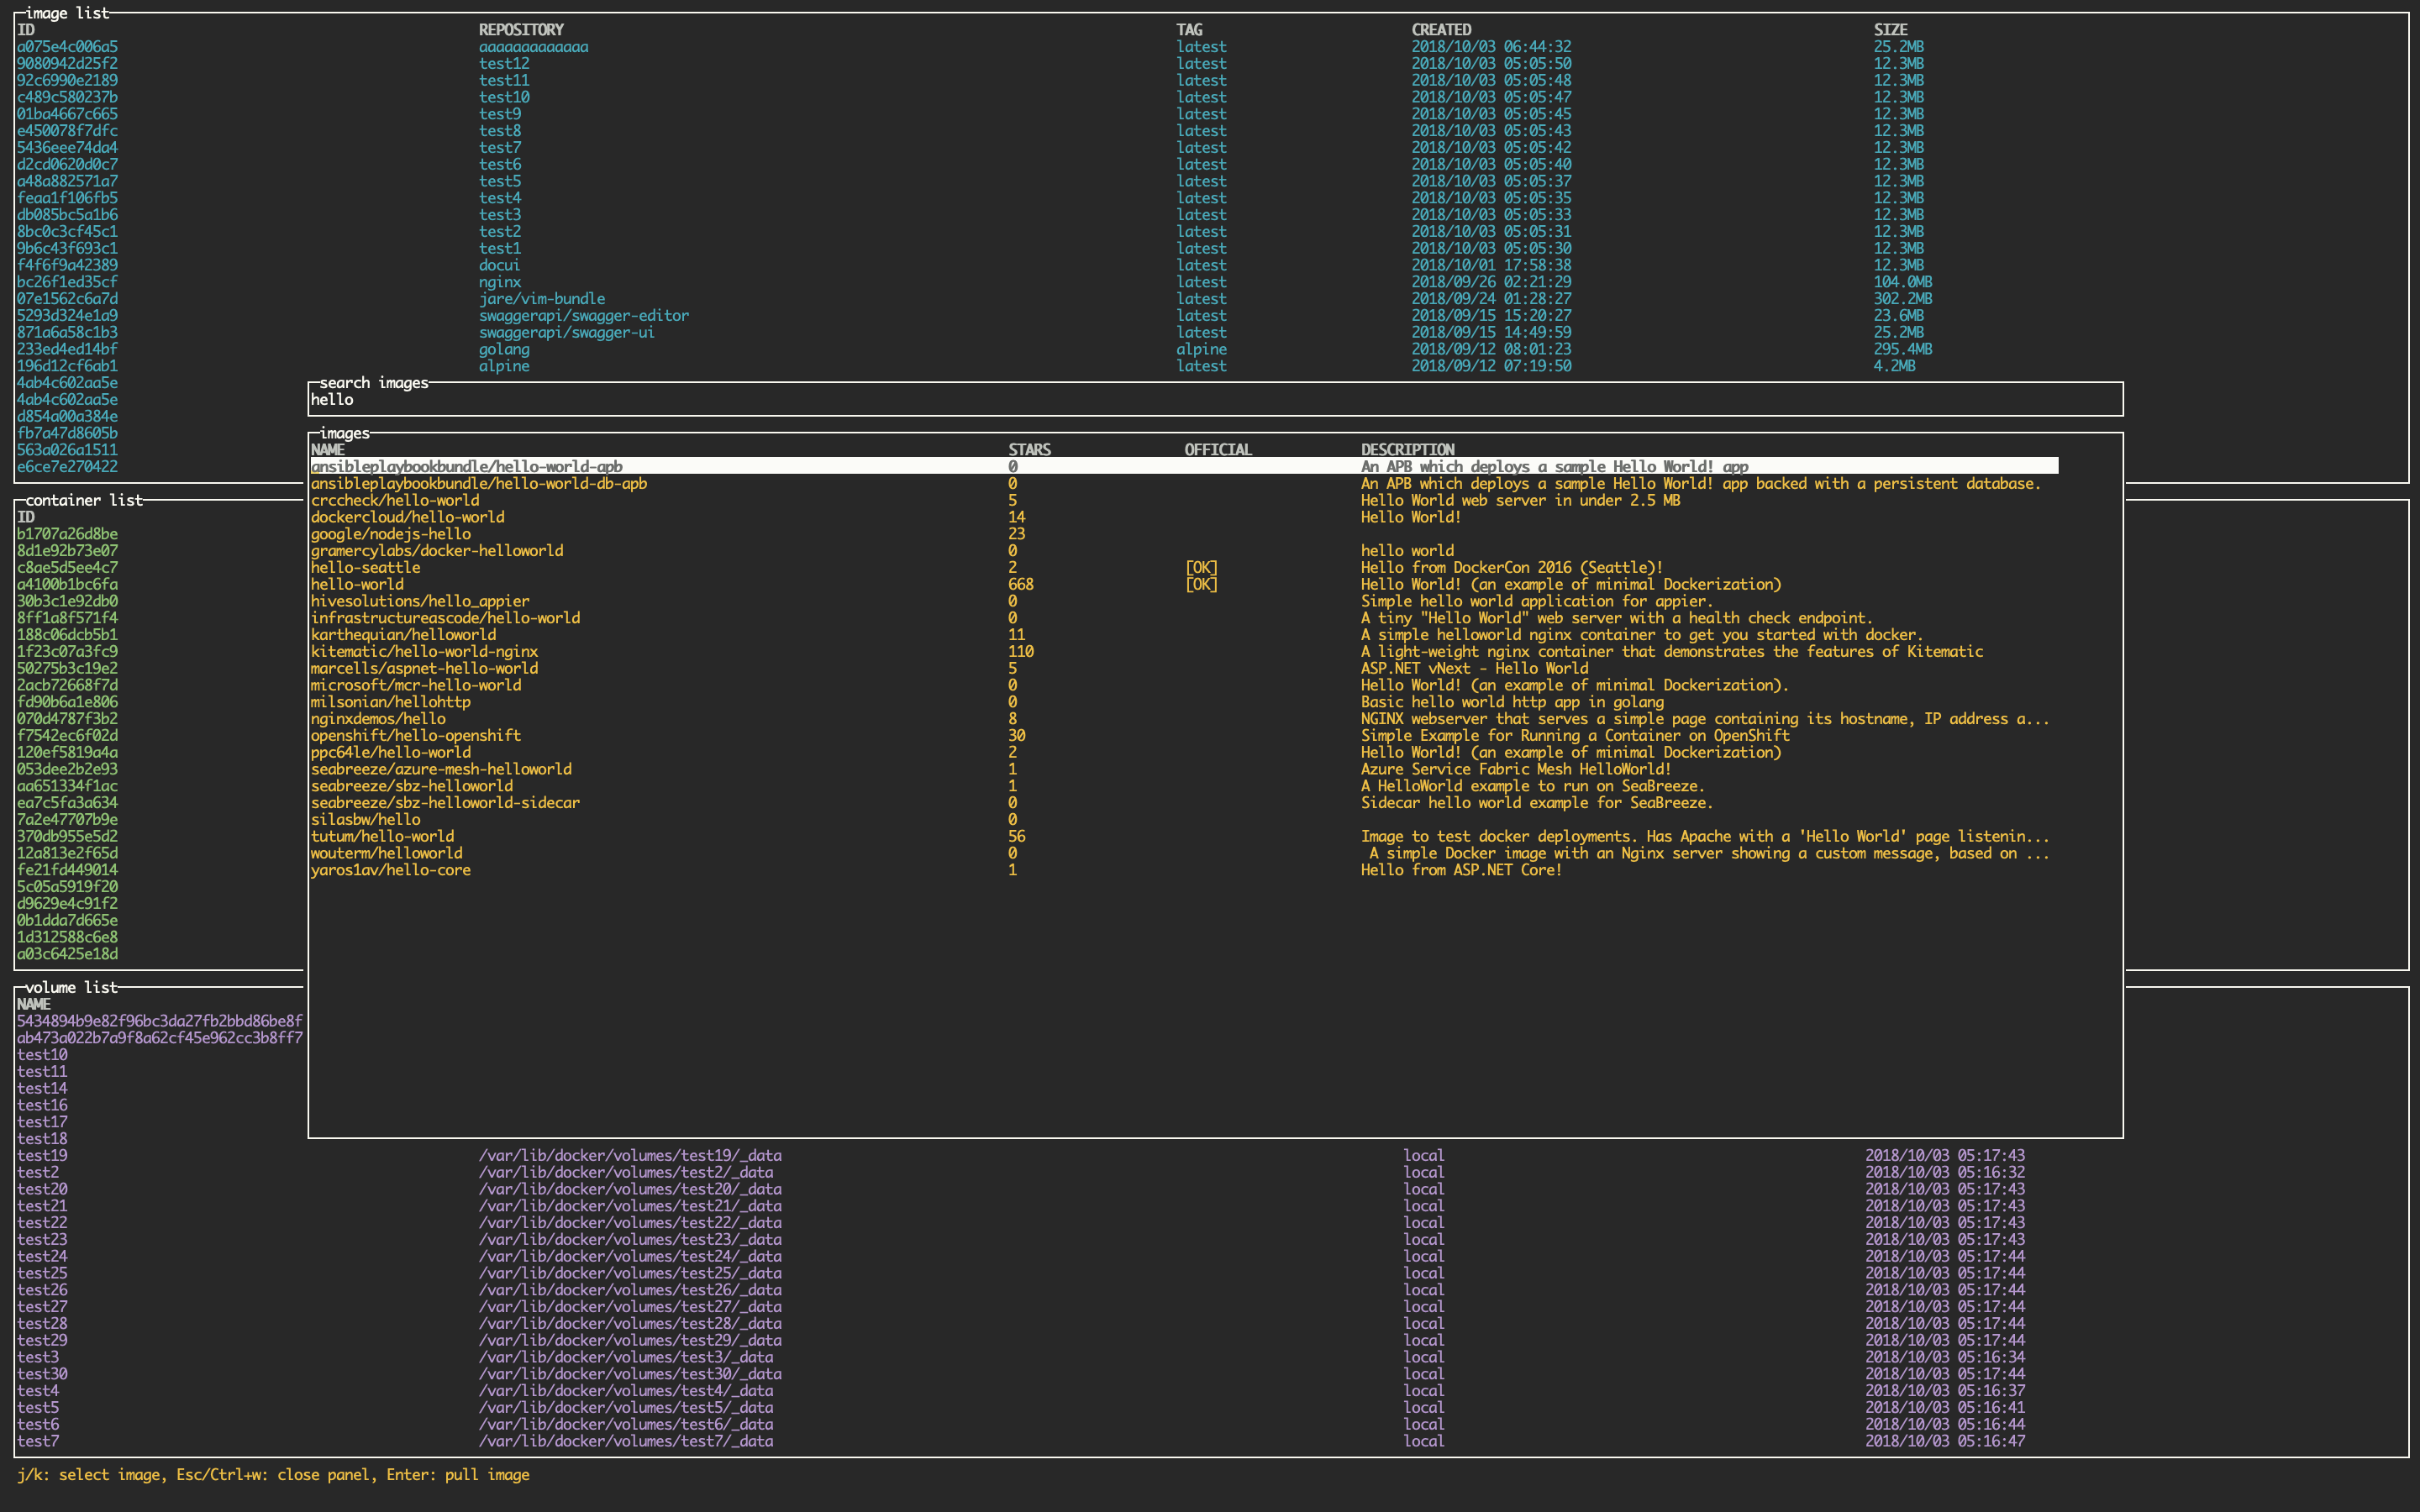 image list
ID REPOSITORY TAG CREATED SIZE
a075e4c006a5 aaaaaaaaaaaaa latest 2018/10/03 06:44:32 25.2MB
9080942d25f2 test12 latest 2018/10/03 05:05:50 12.3MB
92c6990e2189 test11 latest 2018/10/03 05:05:48 12.3MB
c489c580237b test10 latest 2018/10/03 05:05:47 12.3MB
01ba4667c665 test9 latest 2018/10/03 05:05:45 12.3MB
e450078f7dfc test8 latest 2018/10/03 05:05:43 12.3MB
5436eee74da4 test7 latest 2018/10/03 05:05:42 12.3MB
d2cd0620d0c7 test6 latest 2018/10/03 05:05:40 12.3MB
a48a882571a7 test5 latest 2018/10/03 05:05:37 12.3MB
feaa1f106fb5 test4 latest 2018/10/03 05:05:35 12.3MB
db085bc5a1b6 test3 latest 2018/10/03 05:05:33 12.3MB
8bc0c3cf45c1 test2 latest 2018/10/03 05:05:31 12.3MB
9b6c43f693c1 test1 latest 2018/10/03 05:05:30 12.3MB
f4f6f9a42389 docui latest 2018/10/01 17:58:38 12.3MB
bc26f1ed35cf nginx latest 2018/09/26 02:21:29 104.0MB
07e1562c6a7d jare/vim-bundle latest 2018/09/24 01:28:27 302.2MB
5293d324e1a9 swaggerapi/swagger-editor latest 2018/09/15 15:20:27 23.6MB
871a6a58c1b3 swaggerapi/swagger-ui latest 2018/09/15 14:49:59 25.2MB
233ed4ed14bf golang alpine 2018/09/12 08:01:23 295.4MB
196d12cf6ab1 alpine latest 2018/09/12 07:19:50 4.2MB
4ab4c602aa5e
4ab4c602aa5e
d854a00a384e
fb7a47d8605b
563a026a1511
e6ce7e270422
search images
hello
images
NAME STARS OFFICIAL DESCRIPTION
ansibleplaybookbundle/hello-world-apb 0 An APB which deploys a sample Hello World! app
ansibleplaybookbundle/hello-world-db-apb 0 An APB which deploys a sample Hello World! app backed with a persistent database.
crccheck/hello-world 5 Hello World web server in under 2.5 MB
dockercloud/hello-world 14 Hello World!
google/nodejs-hello 23
gramercylabs/docker-helloworld 0 hello world
hello-seattle 2 [OK] Hello from DockerCon 2016 (Seattle)!
hello-world 668 [OK] Hello World! (an example of minimal Dockerization)
hivesolutions/hello_appier 0 Simple hello world application for appier.
infrastructureascode/hello-world 0 A tiny "Hello World" web server with a health check endpoint.
karthequian/helloworld 11 A simple helloworld nginx container to get you started with docker.
kitematic/hello-world-nginx 110 A light-weight nginx container that demonstrates the features of Kitematic
marcells/aspnet-hello-world 5 ASP.NET vNext - Hello World
microsoft/mcr-hello-world 0 Hello World! (an example of minimal Dockerization).
milsonian/hellohttp 0 Basic hello world http app in golang
nginxdemos/hello 8 NGINX webserver that serves a simple page containing its hostname, IP address a...
openshift/hello-openshift 30 Simple Example for Running a Container on OpenShift
ppc64le/hello-world 2 Hello World! (an example of minimal Dockerization)
seabreeze/azure-mesh-helloworld 1 Azure Service Fabric Mesh HelloWorld!
seabreeze/sbz-helloworld 1 A HelloWorld example to run on SeaBreeze.
seabreeze/sbz-helloworld-sidecar 0 Sidecar hello world example for SeaBreeze.
silasbw/hello 0
tutum/hello-world 56 Image to test docker deployments. Has Apache with a 'Hello World' page listenin...
wouterm/helloworld 0 A simple Docker image with an Nginx server showing a custom message, based on ...
yaros1av/hello-core 1 Hello from ASP.NET Core!
container list
ID
b1707a26d8be
8d1e92b73e07
c8ae5d5ee4c7
a4100b1bc6fa
30b3c1e92db0
8ff1a8f571f4
188c06dcb5b1
1f23c07a3fc9
50275b3c19e2
2acb72668f7d
fd90b6a1e806
070d4787f3b2
f7542ec6f02d
120ef5819a4a
053dee2b2e93
aa651334f1ac
ea7c5fa3a634
7a2e47707b9e
370db955e5d2
12a813e2f65d
fe21fd449014
5c05a5919f20
d9629e4c91f2
0b1dda7d665e
1d312588c6e8
a03c6425e18d
volume list
NAME
5434894b9e82f96bc3da27fb2bbd86be8f
ab473a022b7a9f8a62cf45e962cc3b8ff7
test10
test11
test14
test16
test17
test18
test19 /var/lib/docker/volumes/test19/_data local 2018/10/03 05:17:43
test2 /var/lib/docker/volumes/test2/_data local 2018/10/03 05:16:32
test20 /var/lib/docker/volumes/test20/_data local 2018/10/03 05:17:43
test21 /var/lib/docker/volumes/test21/_data local 2018/10/03 05:17:43
test22 /var/lib/docker/volumes/test22/_data local 2018/10/03 05:17:43
test23 /var/lib/docker/volumes/test23/_data local 2018/10/03 05:17:43
test24 /var/lib/docker/volumes/test24/_data local 2018/10/03 05:17:44
test25 /var/lib/docker/volumes/test25/_data local 2018/10/03 05:17:44
test26 /var/lib/docker/volumes/test26/_data local 2018/10/03 05:17:44
test27 /var/lib/docker/volumes/test27/_data local 2018/10/03 05:17:44
test28 /var/lib/docker/volumes/test28/_data local 2018/10/03 05:17:44
test29 /var/lib/docker/volumes/test29/_data local 2018/10/03 05:17:44
test3 /var/lib/docker/volumes/test3/_data local 2018/10/03 05:16:34
test30 /var/lib/docker/volumes/test30/_data local 2018/10/03 05:17:44
test4 /var/lib/docker/volumes/test4/_data local 2018/10/03 05:16:37
test5 /var/lib/docker/volumes/test5/_data local 2018/10/03 05:16:41
test6 /var/lib/docker/volumes/test6/_data local 2018/10/03 05:16:44
test7 /var/lib/docker/volumes/test7/_data local 2018/10/03 05:16:47
j/k: select image, Esc/Ctrl+w: close panel, Enter: pull image